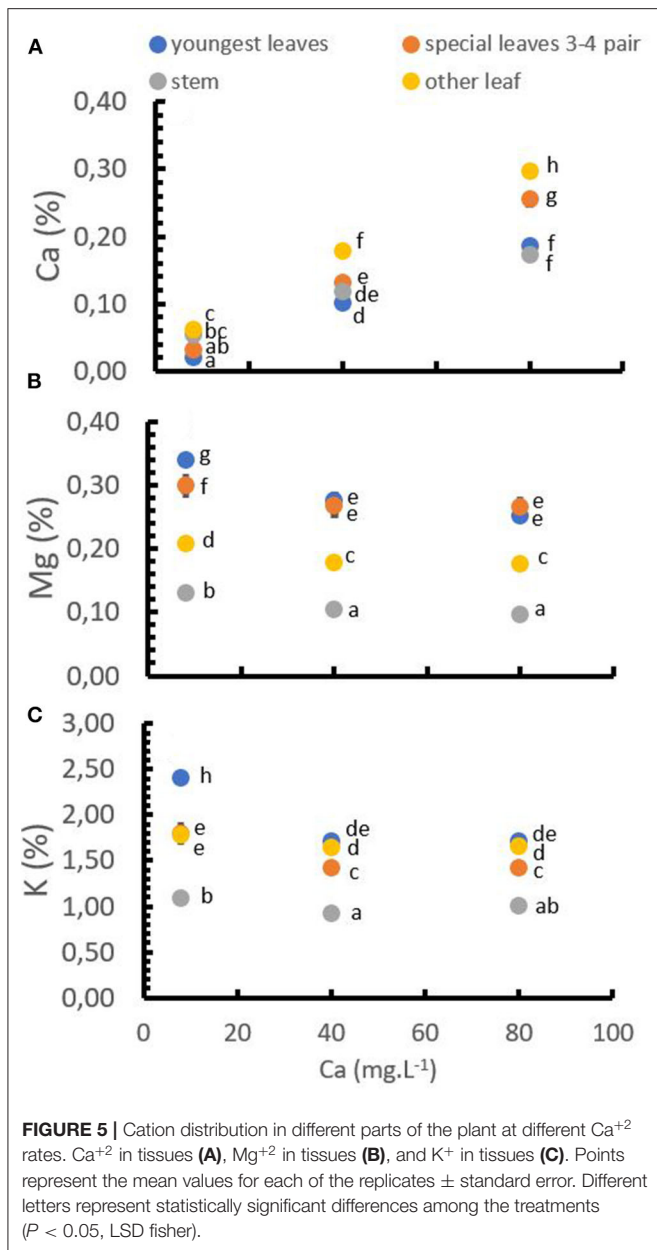 A
youngest leaves
special leaves 3-4 pair
stem
other leaf
0,40
0,30
0,20
0,10
0,00
Ca (%)
c
bc
ab
a
f
e
de
d
h
g
f
f
B
0,40
0,30
0,20
0,10
0,00
Mg (%)
g
f
d
b
e
e
c
a
e
e
c
a
C
3,00
2,50
2,00
1,50
1,00
0,50
0,00
K (%)
h
e
e
b
de
d
c
a
de
d
c
ab
0 20 40 60 80 100
Ca (mg.L⁻¹)
FIGURE 5 | Cation distribution in different parts of the plant at different Ca⁺²
rates. Ca⁺² in tissues (A), Mg⁺² in tissues (B), and K⁺ in tissues (C). Points
represent the mean values for each of the replicates ± standard error. Different
letters represent statistically significant differences among the treatments
(P < 0.05, LSD fisher).